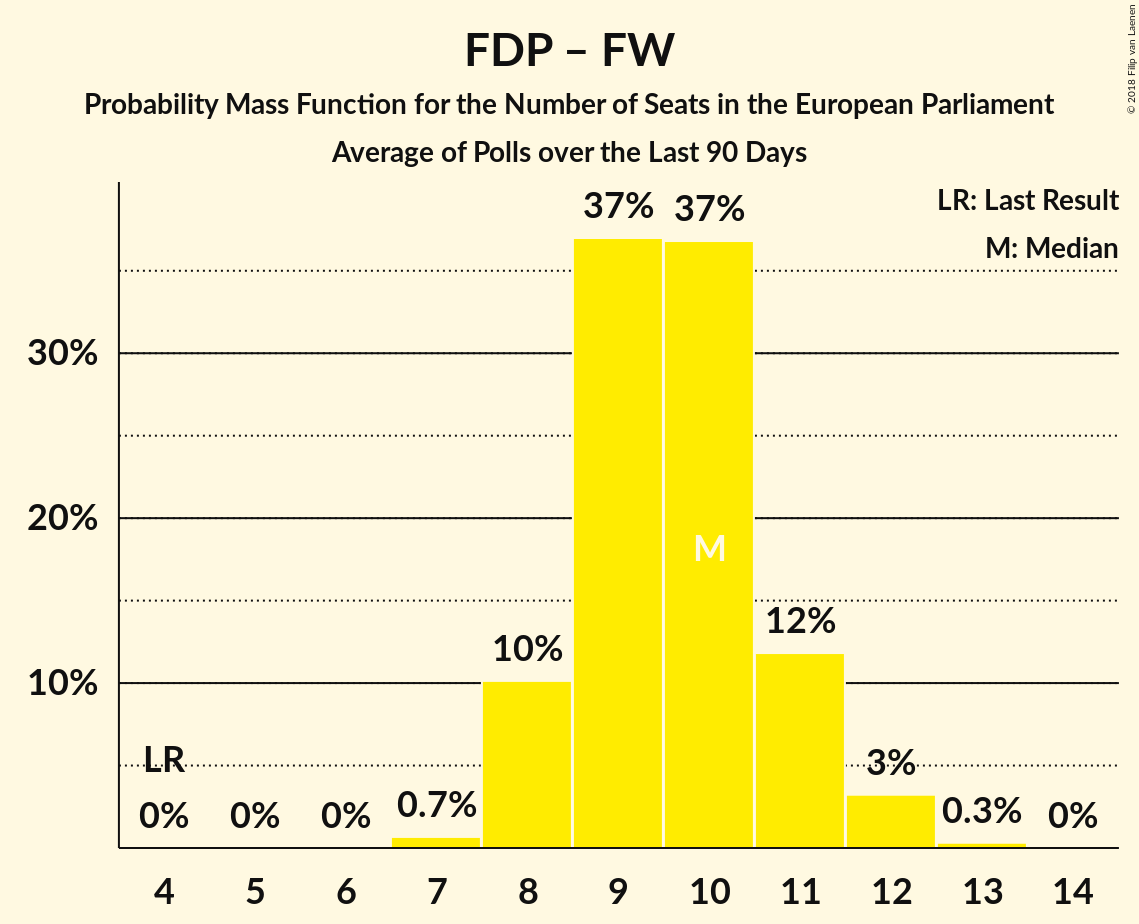 FDP – FW
Probability Mass Function for the Number of Seats in the European Parliament
Average of Polls over the Last 90 Days
© 2018 Filip van Laenen
LR: Last Result
M: Median
37% 37%
30%
20%
M
12%
10%
10%
LR
3%
0% 0% 0% 0.7% 0.3% 0%
4 5 6 7 8 9 10 11 12 13 14